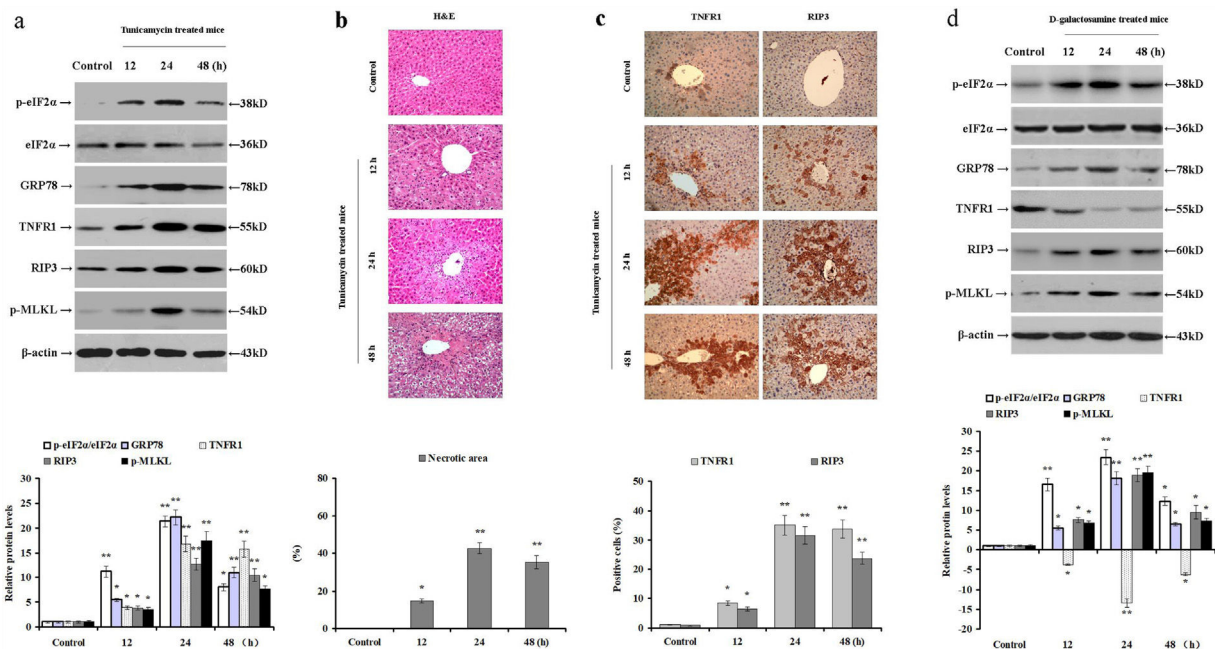 a
Tunicamycin treated mice
Control 12 24 48 (h)
p-eIF2α→ ←38kD
eIF2α→ ←36kD
GRP78→ ←78kD
TNFR1→ ←55kD
RIP3→ ←60kD
p-MLKL→ ←54kD
β-actin→ ←43kD
p-eIF2α/eIF2α GRP78 TNFR1
RIP3 p-MLKL
Relative protein levels
30
25
20
15
10
5
0
** * * * *
** ** ** ** **
* ** ** * *
Control 12 24 48 (h)
b
H&E
Control
12 h
24 h
48 h
Tunicamycin treated mice
Necrotic area
(%)
80
60
40
20
0
* ** **
Control 12 24 48 (h)
c
TNFR1 RIP3
Control
12 h
24 h
48 h
Tunicamycin treated mice
TNFR1 RIP3
Positive cells (%)
50
40
30
20
10
0
* * ** ** ** **
Control 12 24 48 (h)
d
D-galactosamine treated mice
Control 12 24 48 (h)
p-eIF2α→ ←38kD
eIF2α→ ←36kD
GRP78→ ←78kD
TNFR1→ ←55kD
RIP3→ ←60kD
p-MLKL→ ←54kD
β-actin→ ←43kD
p-eIF2α/eIF2α GRP78 TNFR1
RIP3 p-MLKL
Relative protin levels
30
25
20
15
10
5
0
-5
-10
-15
-20
** * * * *
** ** ** ** **
* * * * *
Control 12 24 48 (h)